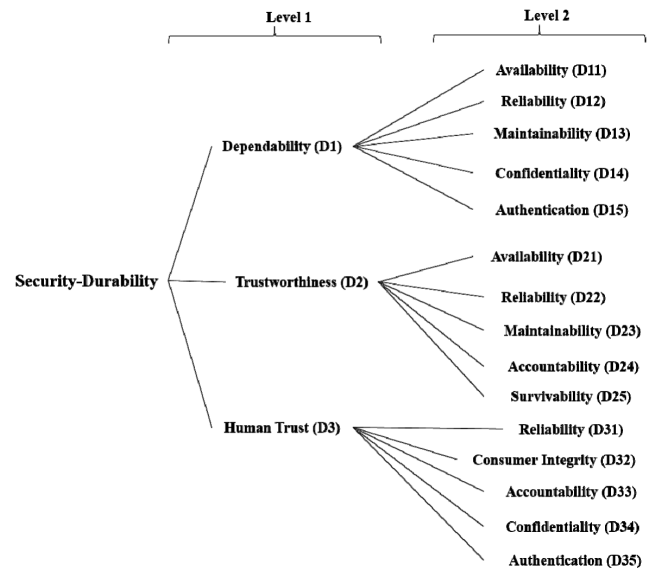 Level 1
Level 2
Availability (D11)
Reliability (D12)
Maintainability (D13)
Dependability (D1)
Confidentiality (D14)
Authentication (D15)
Availability (D21)
Security-Durability
Trustworthiness (D2)
Reliability (D22)
Maintainability (D23)
Accountability (D24)
Survivability (D25)
Human Trust (D3)
Reliability (D31)
Consumer Integrity (D32)
Accountability (D33)
Confidentiality (D34)
Authentication (D35)